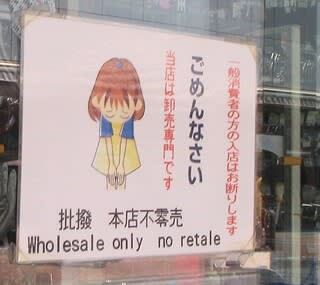 一般消費者の方の入店はお断りします
ごめんなさい
当店は卸売専門です
批撥　本店不零売
Wholesale only no retale